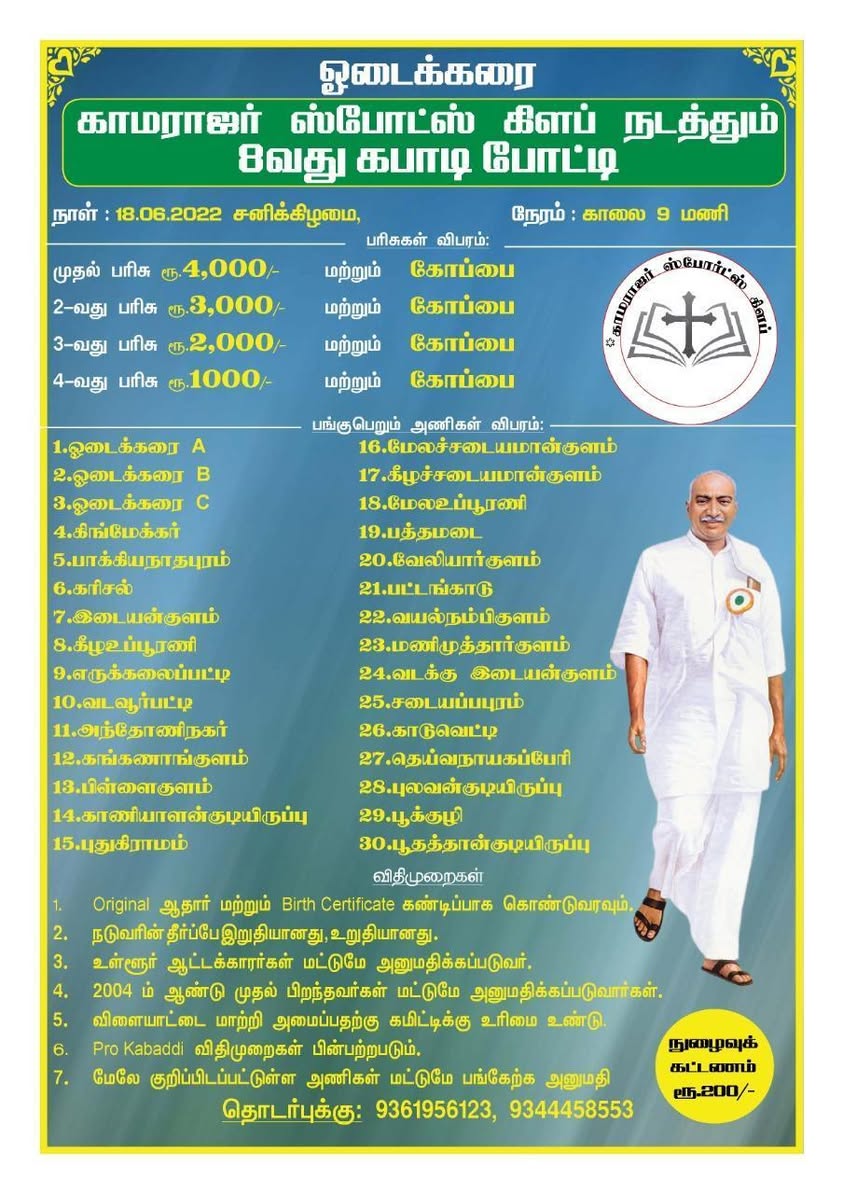 ஓடைக்கரை
காமராஜர் ஸ்போட்ஸ் கிளப் நடத்தும்
8வது கபாடி போட்டி
நாள் : 18.06.2022 சனிக்கிழமை, நேரம் : காலை 9 மணி
பரிசுகள் விபரம்:
முதல் பரிசு ரூ.4,000/- மற்றும் கோப்பை
2-வது பரிசு ரூ.3,000/- மற்றும் கோப்பை
3-வது பரிசு ரூ.2,000/- மற்றும் கோப்பை
4-வது பரிசு ரூ.1000/- மற்றும் கோப்பை
காமராஜர் ஸ்போர்ட்ஸ் கிளப்
பங்குபெறும் அணிகள் விபரம்:
1.ஓடைக்கரை A
2.ஓடைக்கரை B
3.ஓடைக்கரை C
4.கிங்மேக்கர்
5.பாக்கியநாதபுரம்
6.கரிசல்
7.இடையன்குளம்
8.கீழஉப்பூரணி
9.எருக்கலைப்பட்டி
10.வடவூர்பட்டி
11.அந்தோணிநகர்
12.கங்கணாங்குளம்
13.பிள்ளைகுளம்
14.காணியாளன்குடியிருப்பு
15.புதுகிராமம்
16.மேலச்சடையமான்குளம்
17.கீழச்சடையமான்குளம்
18.மேலஉப்பூரணி
19.பத்தமடை
20.வேலியார்குளம்
21.பட்டங்காடு
22.வயல்நம்பிகுளம்
23.மணிமுத்தார்குளம்
24.வடக்கு இடையன்குளம்
25.சடையப்பபுரம்
26.காடுவெட்டி
27.தெய்வநாயகப்பேரி
28.புலவன்குடியிருப்பு
29.பூக்குழி
30.பூதத்தான்குடியிருப்பு
விதிமுறைகள்
1. Original ஆதார் மற்றும் Birth Certificate கண்டிப்பாக கொண்டுவரவும்.
2. நடுவரின் தீர்ப்பே இறுதியானது, உறுதியானது.
3. உள்ளூர் ஆட்டக்காரர்கள் மட்டுமே அனுமதிக்கப்படுவர்.
4. 2004 ம் ஆண்டு முதல் பிறந்தவர்கள் மட்டுமே அனுமதிக்கப்படுவார்கள்.
5. விளையாட்டை மாற்றி அமைப்பதற்கு கமிட்டிக்கு உரிமை உண்டு.
6. Pro Kabaddi விதிமுறைகள் பின்பற்றபடும்.
7. மேலே குறிப்பிடப்பட்டுள்ள அணிகள் மட்டுமே பங்கேற்க அனுமதி
தொடர்புக்கு: 9361956123, 9344458553
நுழைவுக்
கட்டணம்
ரூ.200/-